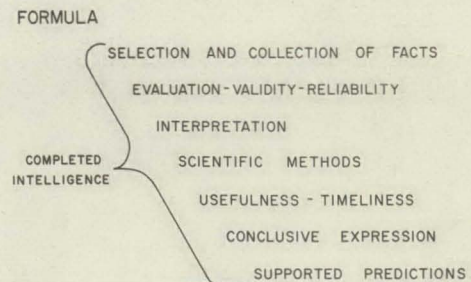 FORMULA
SELECTION AND COLLECTION OF FACTS
EVALUATION-VALIDITY-RELIABILITY
INTERPRETATION
COMPLETED INTELLIGENCE
SCIENTIFIC METHODS
USEFULNESS - TIMELINESS
CONCLUSIVE EXPRESSION
SUPPORTED PREDICTIONS